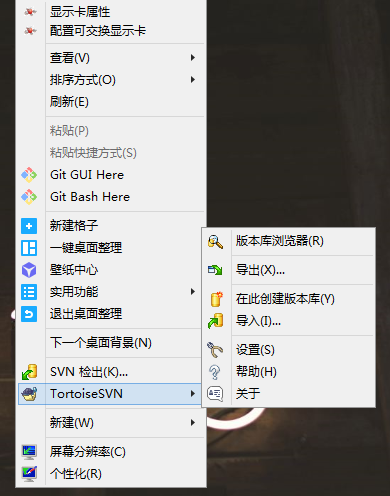 显示卡属性
配置可交换显示卡
查看(V)
排序方式(O)
刷新(E)
粘贴(P)
粘贴快捷方式(S)
Git GUI Here
Git Bash Here
新建格子
一键桌面整理
壁纸中心
实用功能
退出桌面整理
下一个桌面背景(N)
SVN 检出(K)...
TortoiseSVN
新建(W)
屏幕分辨率(C)
个性化(R)
版本库浏览器(R)
导出(X)...
在此创建版本库(Y)
导入(I)...
设置(S)
帮助(H)
关于